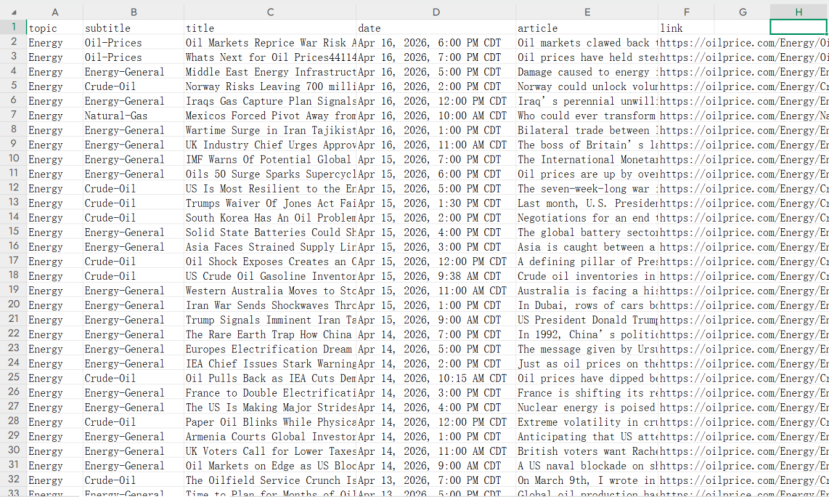 A B C D E F G H
1 topic subtitle title date article link
2 Energy Oil-Prices Oil Markets Reprice War Risk A Apr 16, 2026, 6:00 PM CDT Oil markets clawed back https://oilprice.com/Energy/Oi
3 Energy Oil-Prices Whats Next for Oil Prices44114 Apr 16, 2026, 7:00 PM CDT Oil prices have held stea https://oilprice.com/Energy/Oi
4 Energy Energy-General Middle East Energy Infrastruct Apr 16, 2026, 5:00 PM CDT Damage caused to energy https://oilprice.com/Energy/En
5 Energy Crude-Oil Norway Risks Leaving 700 milli Apr 16, 2026, 2:00 PM CDT Norway could unlock volu https://oilprice.com/Energy/Cr
6 Energy Energy-General Iraqs Gas Capture Plan Signals Apr 16, 2026, 12:00 PM CDT Iraq’s perennial unwill https://oilprice.com/Energy/En
7 Energy Natural-Gas Mexicos Forced Pivot Away from Apr 16, 2026, 10:00 AM CDT Who could ever transform https://oilprice.com/Energy/Na
8 Energy Energy-General Wartime Surge in Iran Tajikist Apr 16, 2026, 1:00 PM CDT Bilateral trade between https://oilprice.com/Energy/En
9 Energy Energy-General UK Industry Chief Urges Approv Apr 16, 2026, 11:00 AM CDT The boss of Britain’s la https://oilprice.com/Energy/En
10 Energy Energy-General IMF Warns Of Potential Global Apr 15, 2026, 7:00 PM CDT The International Moneta https://oilprice.com/Energy/En
11 Energy Energy-General Oils 50 Surge Sparks Supercycl Apr 15, 2026, 6:00 PM CDT Oil prices are up by ove https://oilprice.com/Energy/En
12 Energy Crude-Oil US Is Most Resilient to the En Apr 15, 2026, 5:00 PM CDT The seven-week-long war https://oilprice.com/Energy/Cr
13 Energy Crude-Oil Trumps Waiver Of Jones Act Fai Apr 15, 2026, 1:30 PM CDT Last month, U.S. Presiden https://oilprice.com/Energy/Cr
14 Energy Crude-Oil South Korea Has An Oil Problem Apr 15, 2026, 2:00 PM CDT Negotiations for an end https://oilprice.com/Energy/Cr
15 Energy Energy-General Solid State Batteries Could Sh Apr 15, 2026, 4:00 PM CDT The global battery secto https://oilprice.com/Energy/En
16 Energy Energy-General Asia Faces Strained Supply Lin Apr 15, 2026, 3:00 PM CDT Asia is caught between a https://oilprice.com/Energy/En
17 Energy Crude-Oil Oil Shock Exposes Creates an C Apr 15, 2026, 12:00 PM CDT A defining pillar of Pre https://oilprice.com/Energy/Cr
18 Energy Crude-Oil US Crude Oil Gasoline Inventor Apr 15, 2026, 9:38 AM CDT Crude oil inventories in https://oilprice.com/Energy/Cr
19 Energy Energy-General Western Australia Moves to Sto Apr 15, 2026, 11:00 AM CDT Australia is facing a his https://oilprice.com/Energy/En
20 Energy Energy-General Iran War Sends Shockwaves Thro Apr 15, 2026, 1:00 PM CDT In Dubai, rows of cars b https://oilprice.com/Energy/En
21 Energy Energy-General Trump Signals Imminent Iran Ta Apr 15, 2026, 9:00 AM CDT US President Donald Trump https://oilprice.com/Energy/En
22 Energy Energy-General The Rare Earth Trap How China Apr 14, 2026, 7:00 PM CDT In 1992, China’s politic https://oilprice.com/Energy/En
23 Energy Energy-General Europes Electrification Dream Apr 14, 2026, 5:00 PM CDT The message given by Ursu https://oilprice.com/Energy/En
24 Energy Energy-General IEA Chief Issues Stark Warning Apr 14, 2026, 2:00 PM CDT Just as oil prices on the https://oilprice.com/Energy/En
25 Energy Crude-Oil Oil Pulls Back as IEA Cuts Dem Apr 14, 2026, 10:15 AM CDT Oil prices have dipped b https://oilprice.com/Energy/Cr
26 Energy Energy-General France to Double Electrificati Apr 14, 2026, 3:00 PM CDT France is shifting its r https://oilprice.com/Energy/En
27 Energy Energy-General The US Is Making Major Strides Apr 14, 2026, 4:00 PM CDT Nuclear energy is poised https://oilprice.com/Energy/En
28 Energy Crude-Oil Paper Oil Blinks While Physica Apr 14, 2026, 12:00 PM CDT Extreme volatility in cr https://oilprice.com/Energy/Cr
29 Energy Energy-General Armenia Courts Global Investo Apr 14, 2026, 1:00 PM CDT Anticipating that US att https://oilprice.com/Energy/En
30 Energy Energy-General UK Voters Call for Lower Taxes Apr 14, 2026, 11:00 AM CDT British voters want Rach https://oilprice.com/Energy/En
31 Energy Energy-General Oil Markets on Edge as US Bloc Apr 14, 2026, 9:00 AM CDT A US naval blockade on s https://oilprice.com/Energy/En
32 Energy Crude-Oil The Oilfield Service Crunch Is Apr 13, 2026, 7:00 PM CDT On March 9th, I wrote in https://oilprice.com/Energy/Cr
33 Energy Energy-General Time to Plan for Months of Oil Apr 13, 2026, 5:00 PM CDT Global oil production ha https://oilprice.com/Energy/En